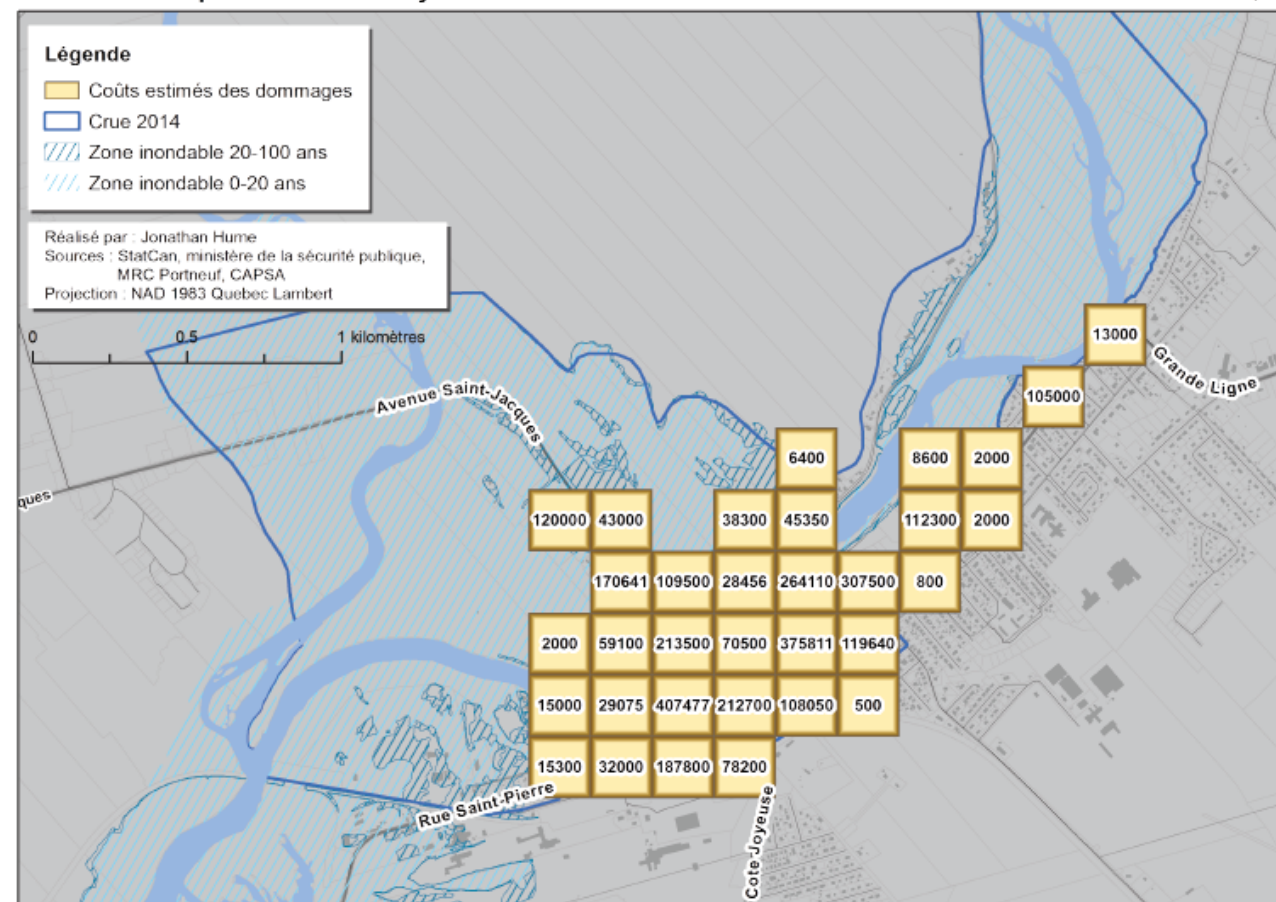 Légende
Coûts estimés des dommages
Crue 2014
Zone inondable 20-100 ans
Zone inondable 0-20 ans
Réalisé par : Jonathan Hume
Sources : StatCan, ministère de la sécurité publique,
MRC Portneuf, CAPSA
Projection : NAD 1983 Quebec Lambert
0 0.5 1 kilomètres
13000
Grande Ligne
105000
Avenue Saint-Jacques
ques
6400 8600 2000
120000 43000 38300 45350 112300 2000
170641 109500 28456 264110 307500 800
2000 59100 213500 70500 375811 119640
15000 29075 407477 212700 108050 500
15300 32000 187800 78200
Rue Saint-Pierre
Cote Joyeuse